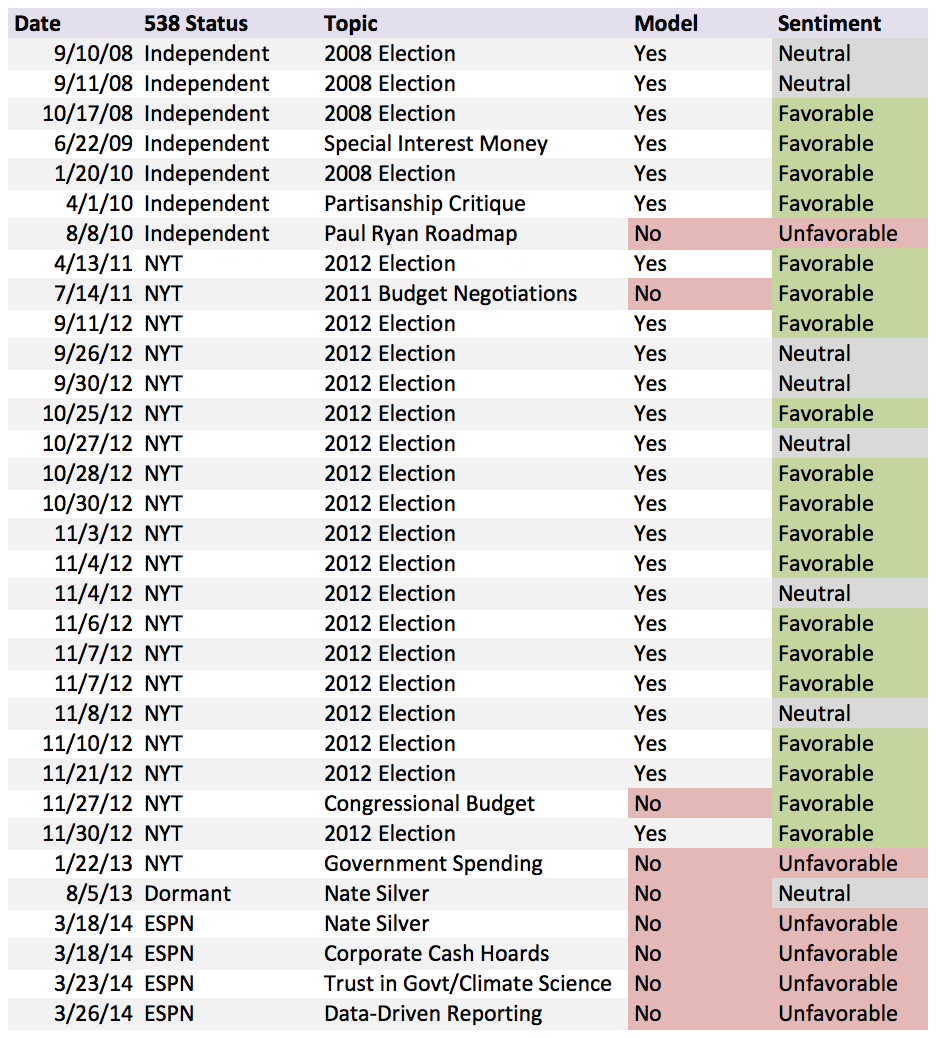 Date 538 Status Topic Model Sentiment
9/10/08 Independent 2008 Election Yes Neutral
9/11/08 Independent 2008 Election Yes Neutral
10/17/08 Independent 2008 Election Yes Favorable
6/22/09 Independent Special Interest Money Yes Favorable
1/20/10 Independent 2008 Election Yes Favorable
4/1/10 Independent Partisanship Critique Yes Favorable
8/8/10 Independent Paul Ryan Roadmap No Unfavorable
4/13/11 NYT 2012 Election Yes Favorable
7/14/11 NYT 2011 Budget Negotiations No Favorable
9/11/12 NYT 2012 Election Yes Favorable
9/26/12 NYT 2012 Election Yes Neutral
9/30/12 NYT 2012 Election Yes Neutral
10/25/12 NYT 2012 Election Yes Favorable
10/27/12 NYT 2012 Election Yes Neutral
10/28/12 NYT 2012 Election Yes Favorable
10/30/12 NYT 2012 Election Yes Favorable
11/3/12 NYT 2012 Election Yes Favorable
11/4/12 NYT 2012 Election Yes Favorable
11/4/12 NYT 2012 Election Yes Neutral
11/6/12 NYT 2012 Election Yes Favorable
11/7/12 NYT 2012 Election Yes Favorable
11/7/12 NYT 2012 Election Yes Favorable
11/8/12 NYT 2012 Election Yes Neutral
11/10/12 NYT 2012 Election Yes Favorable
11/21/12 NYT 2012 Election Yes Favorable
11/27/12 NYT Congressional Budget No Favorable
11/30/12 NYT 2012 Election Yes Favorable
1/22/13 NYT Government Spending No Unfavorable
8/5/13 Dormant Nate Silver No Neutral
3/18/14 ESPN Nate Silver No Unfavorable
3/18/14 ESPN Corporate Cash Hoards No Unfavorable
3/23/14 ESPN Trust in Govt/Climate Science No Unfavorable
3/26/14 ESPN Data-Driven Reporting No Unfavorable